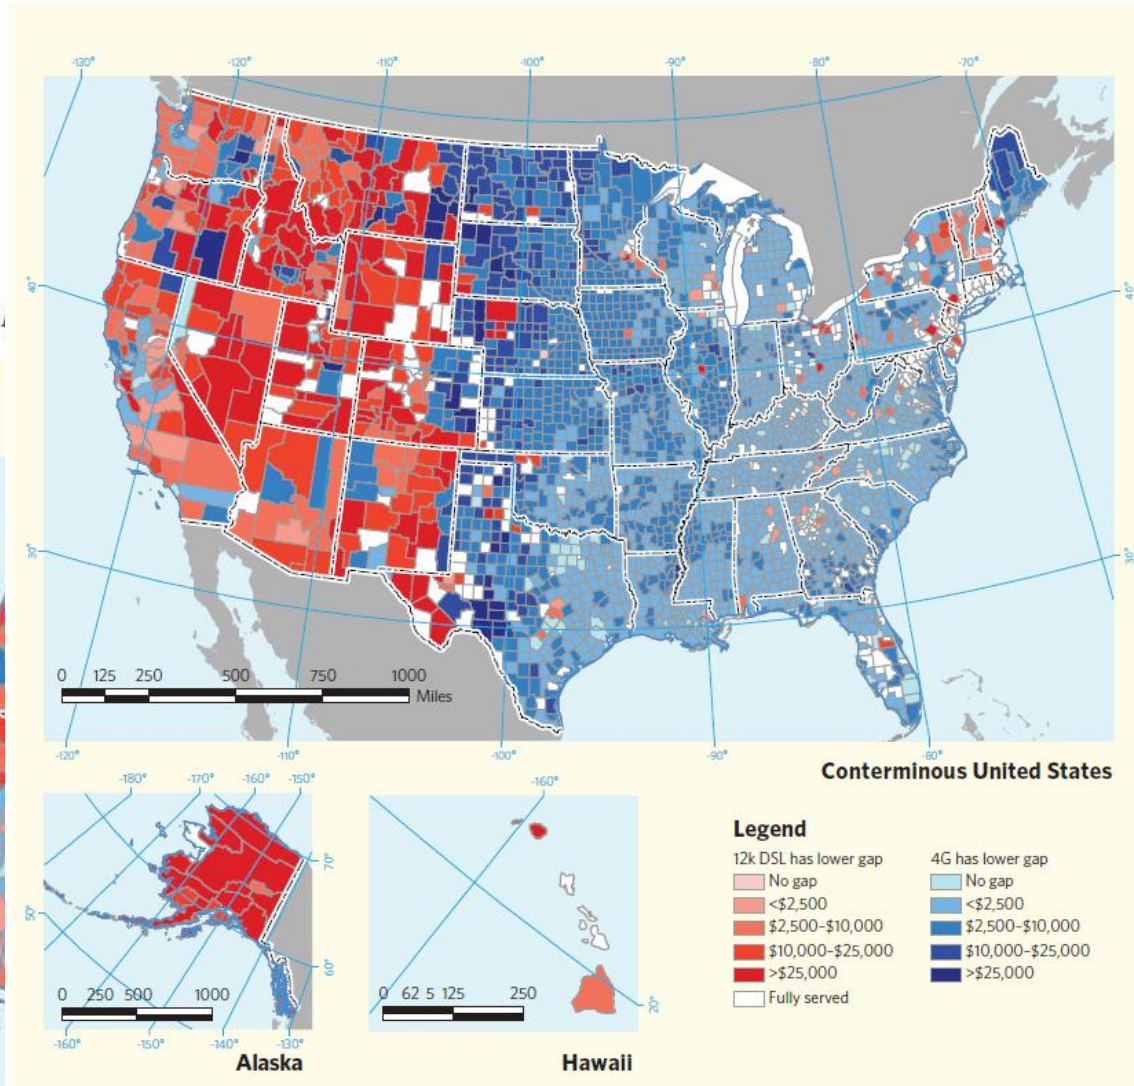 -130°
-120°
-110°
-100°
-90°
-80°
-70°
40°
40°
30°
30°
0 125 250 500 750 1000
Miles
-120°
-110°
-100°
-90°
-80°
Conterminous United States
-180°
-170°
-160°
-150°
70°
50°
60°
0 250 500 1000
-160°
-150°
-140°
-130°
Alaska
-160°
0 62 5 125 250
20°
Hawaii
Legend
12k DSL has lower gap
No gap
<$2,500
$2,500–$10,000
$10,000–$25,000
>$25,000
Fully served
4G has lower gap
No gap
<$2,500
$2,500–$10,000
$10,000–$25,000
>$25,000